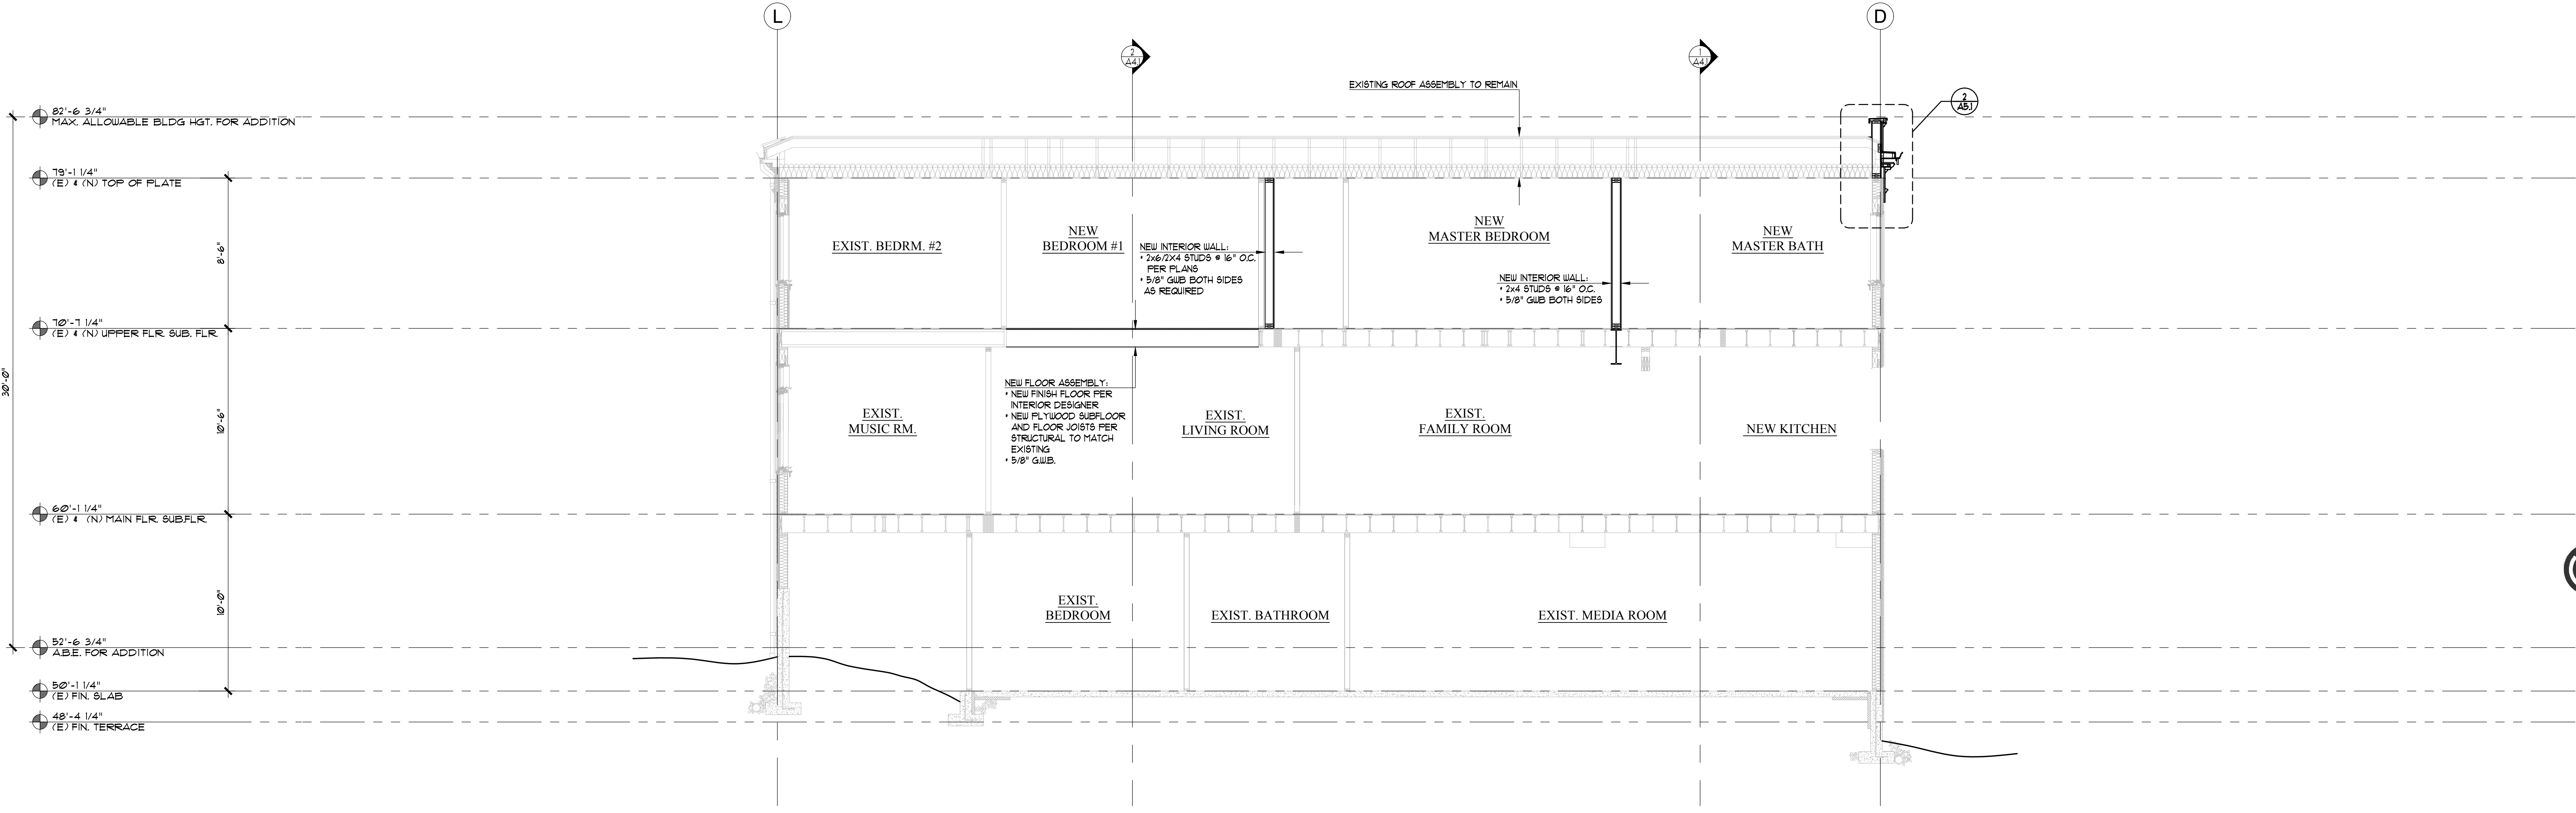 L
D
2
A4.1
1
A4.1
EXISTING ROOF ASSEMBLY TO REMAIN
2
A5.1
82'-6 3/4"
MAX. ALLOWABLE BLDG HGT. FOR ADDITION
79'-1 1/4"
(E) & (N) TOP OF PLATE
8'-6"
EXIST. BEDRM. #2
NEW
BEDROOM #1
NEW INTERIOR WALL:
• 2x6/2X4 STUDS @ 16" O.C.
PER PLANS
• 5/8" GWB BOTH SIDES
AS REQUIRED
NEW
MASTER BEDROOM
NEW INTERIOR WALL:
• 2x4 STUDS @ 16" O.C.
• 5/8" GWB BOTH SIDES
NEW
MASTER BATH
70'-7 1/4"
(E) & (N) UPPER FLR. SUB. FLR.
30'-0"
10'-6"
EXIST.
MUSIC RM.
NEW FLOOR ASSEMBLY:
• NEW FINISH FLOOR PER
INTERIOR DESIGNER
• NEW PLYWOOD SUBFLOOR
AND FLOOR JOISTS PER
STRUCTURAL TO MATCH
EXISTING
• 5/8" G.W.B.
EXIST.
LIVING ROOM
EXIST.
FAMILY ROOM
NEW KITCHEN
60'-1 1/4"
(E) & (N) MAIN FLR. SUB.FLR.
10'-0"
EXIST.
BEDROOM
EXIST. BATHROOM
EXIST. MEDIA ROOM
52'-6 3/4"
A.B.E. FOR ADDITION
50'-1 1/4"
(E) FIN. SLAB
48'-4 1/4"
(E) FIN. TERRACE